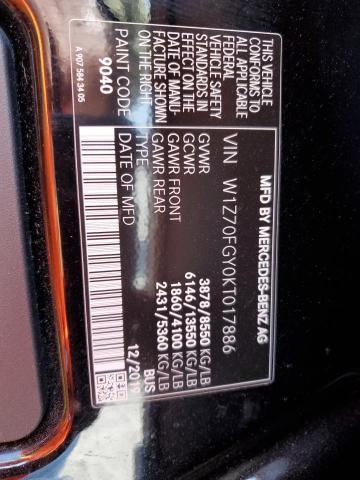 MFD BY MERCEDES-BENZ AG
VIN W1Z70FGY0KT017886
GVWR 3878/8550 KG/LB
GCWR 6146/13550 KG/LB
GAWR FRONT 1860/4100 KG/LB
GAWR REAR 2431/5360 KG/LB
TYPE BUS
DATE OF MFD 12/2019
THIS VEHICLE
CONFORMS TO
ALL APPLICABLE
FEDERAL
VEHICLE SAFETY
STANDARDS IN
EFFECT ON THE
DATE OF MANU-
FACTURE SHOWN
PAINT CODE
9040
A 907 584 34 05